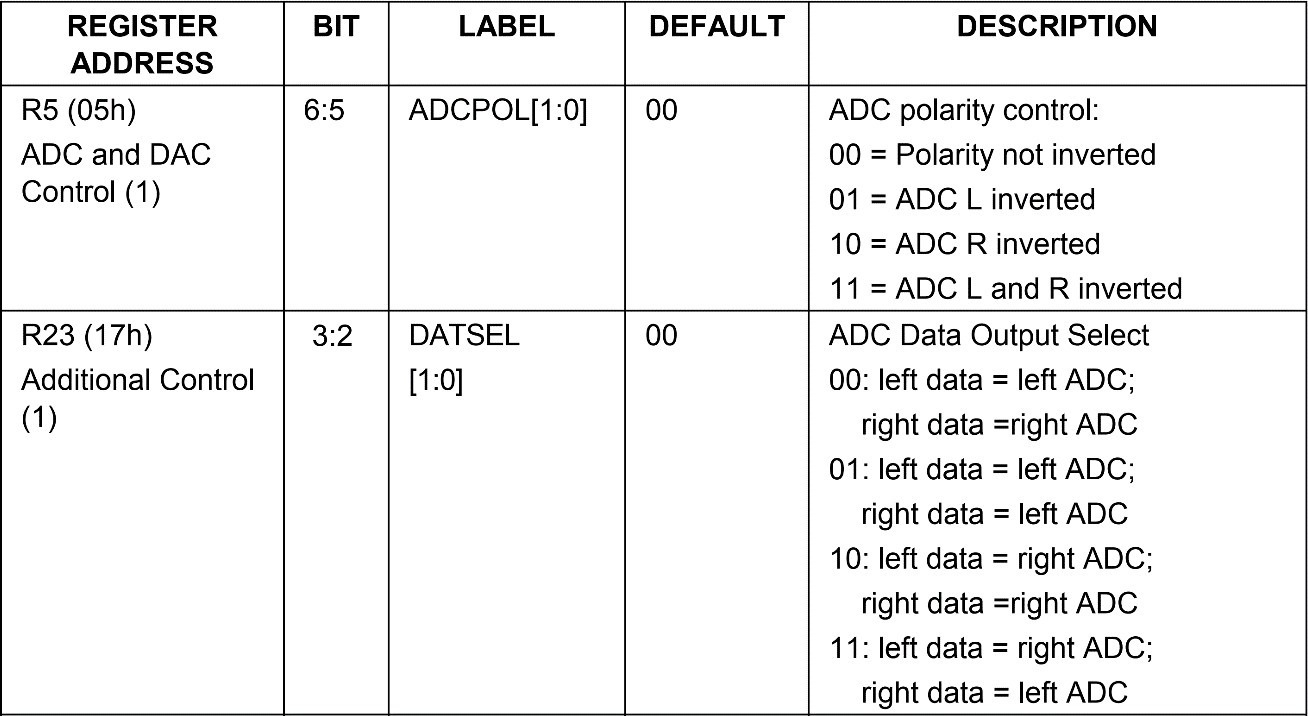 REGISTER ADDRESS BIT LABEL DEFAULT DESCRIPTION
R5 (05h) 6:5 ADCPOL[1:0] 00 ADC polarity control:
ADC and DAC 00 = Polarity not inverted
Control (1) 01 = ADC L inverted
10 = ADC R inverted
11 = ADC L and R inverted
R23 (17h) 3:2 DATSEL 00 ADC Data Output Select
Additional Control [1:0] 00: left data = left ADC;
(1) right data =right ADC
01: left data = left ADC;
right data = left ADC
10: left data = right ADC;
right data =right ADC
11: left data = right ADC;
right data = left ADC